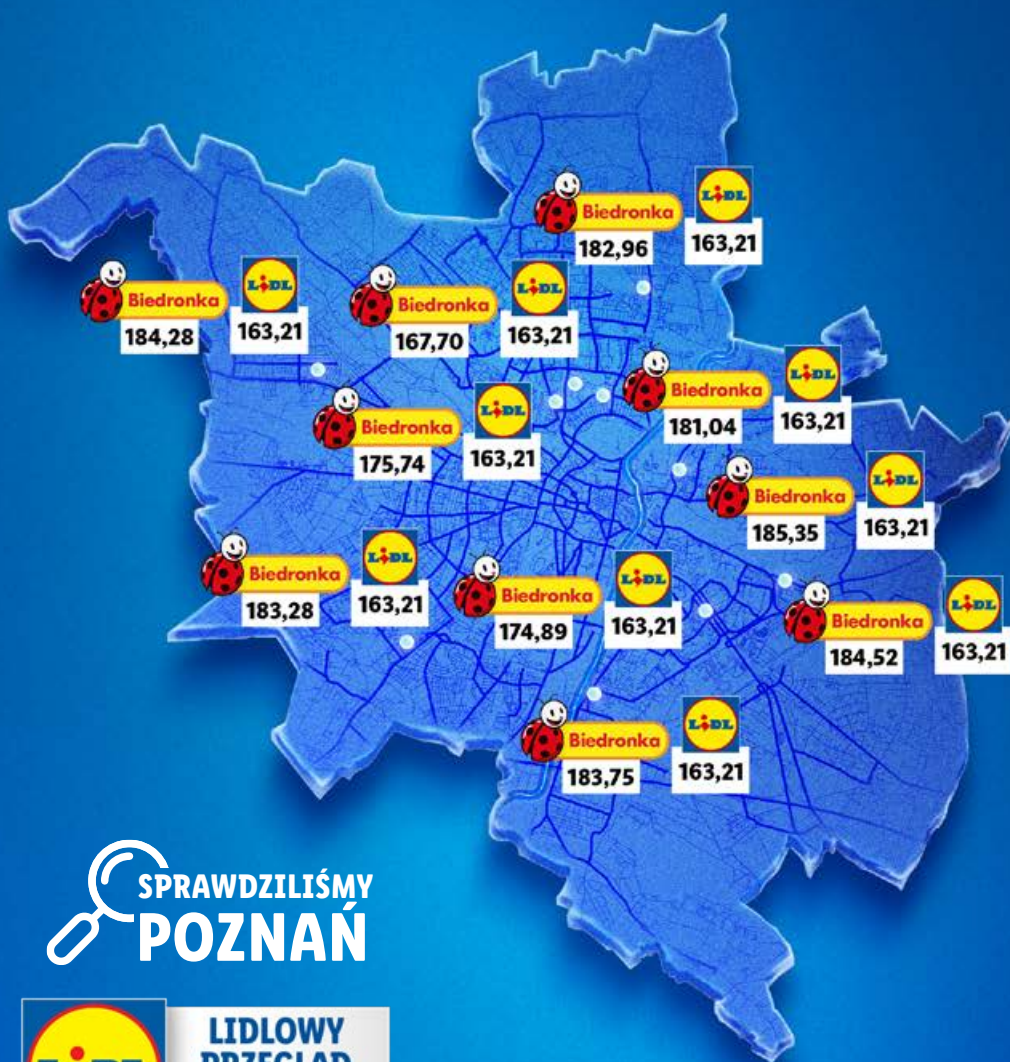 Biedronka
182,96
LiDL
163,21
Biedronka
184,28
LiDL
163,21
Biedronka
167,70
LiDL
163,21
Biedronka
175,74
LiDL
163,21
Biedronka
181,04
LiDL
163,21
Biedronka
185,35
LiDL
163,21
Biedronka
183,28
LiDL
163,21
Biedronka
174,89
LiDL
163,21
Biedronka
184,52
LiDL
163,21
Biedronka
183,75
LiDL
163,21
SPRAWDZILIŚMY
POZNAŃ
LiDL
LIDLOWY
PRZEGLĄD